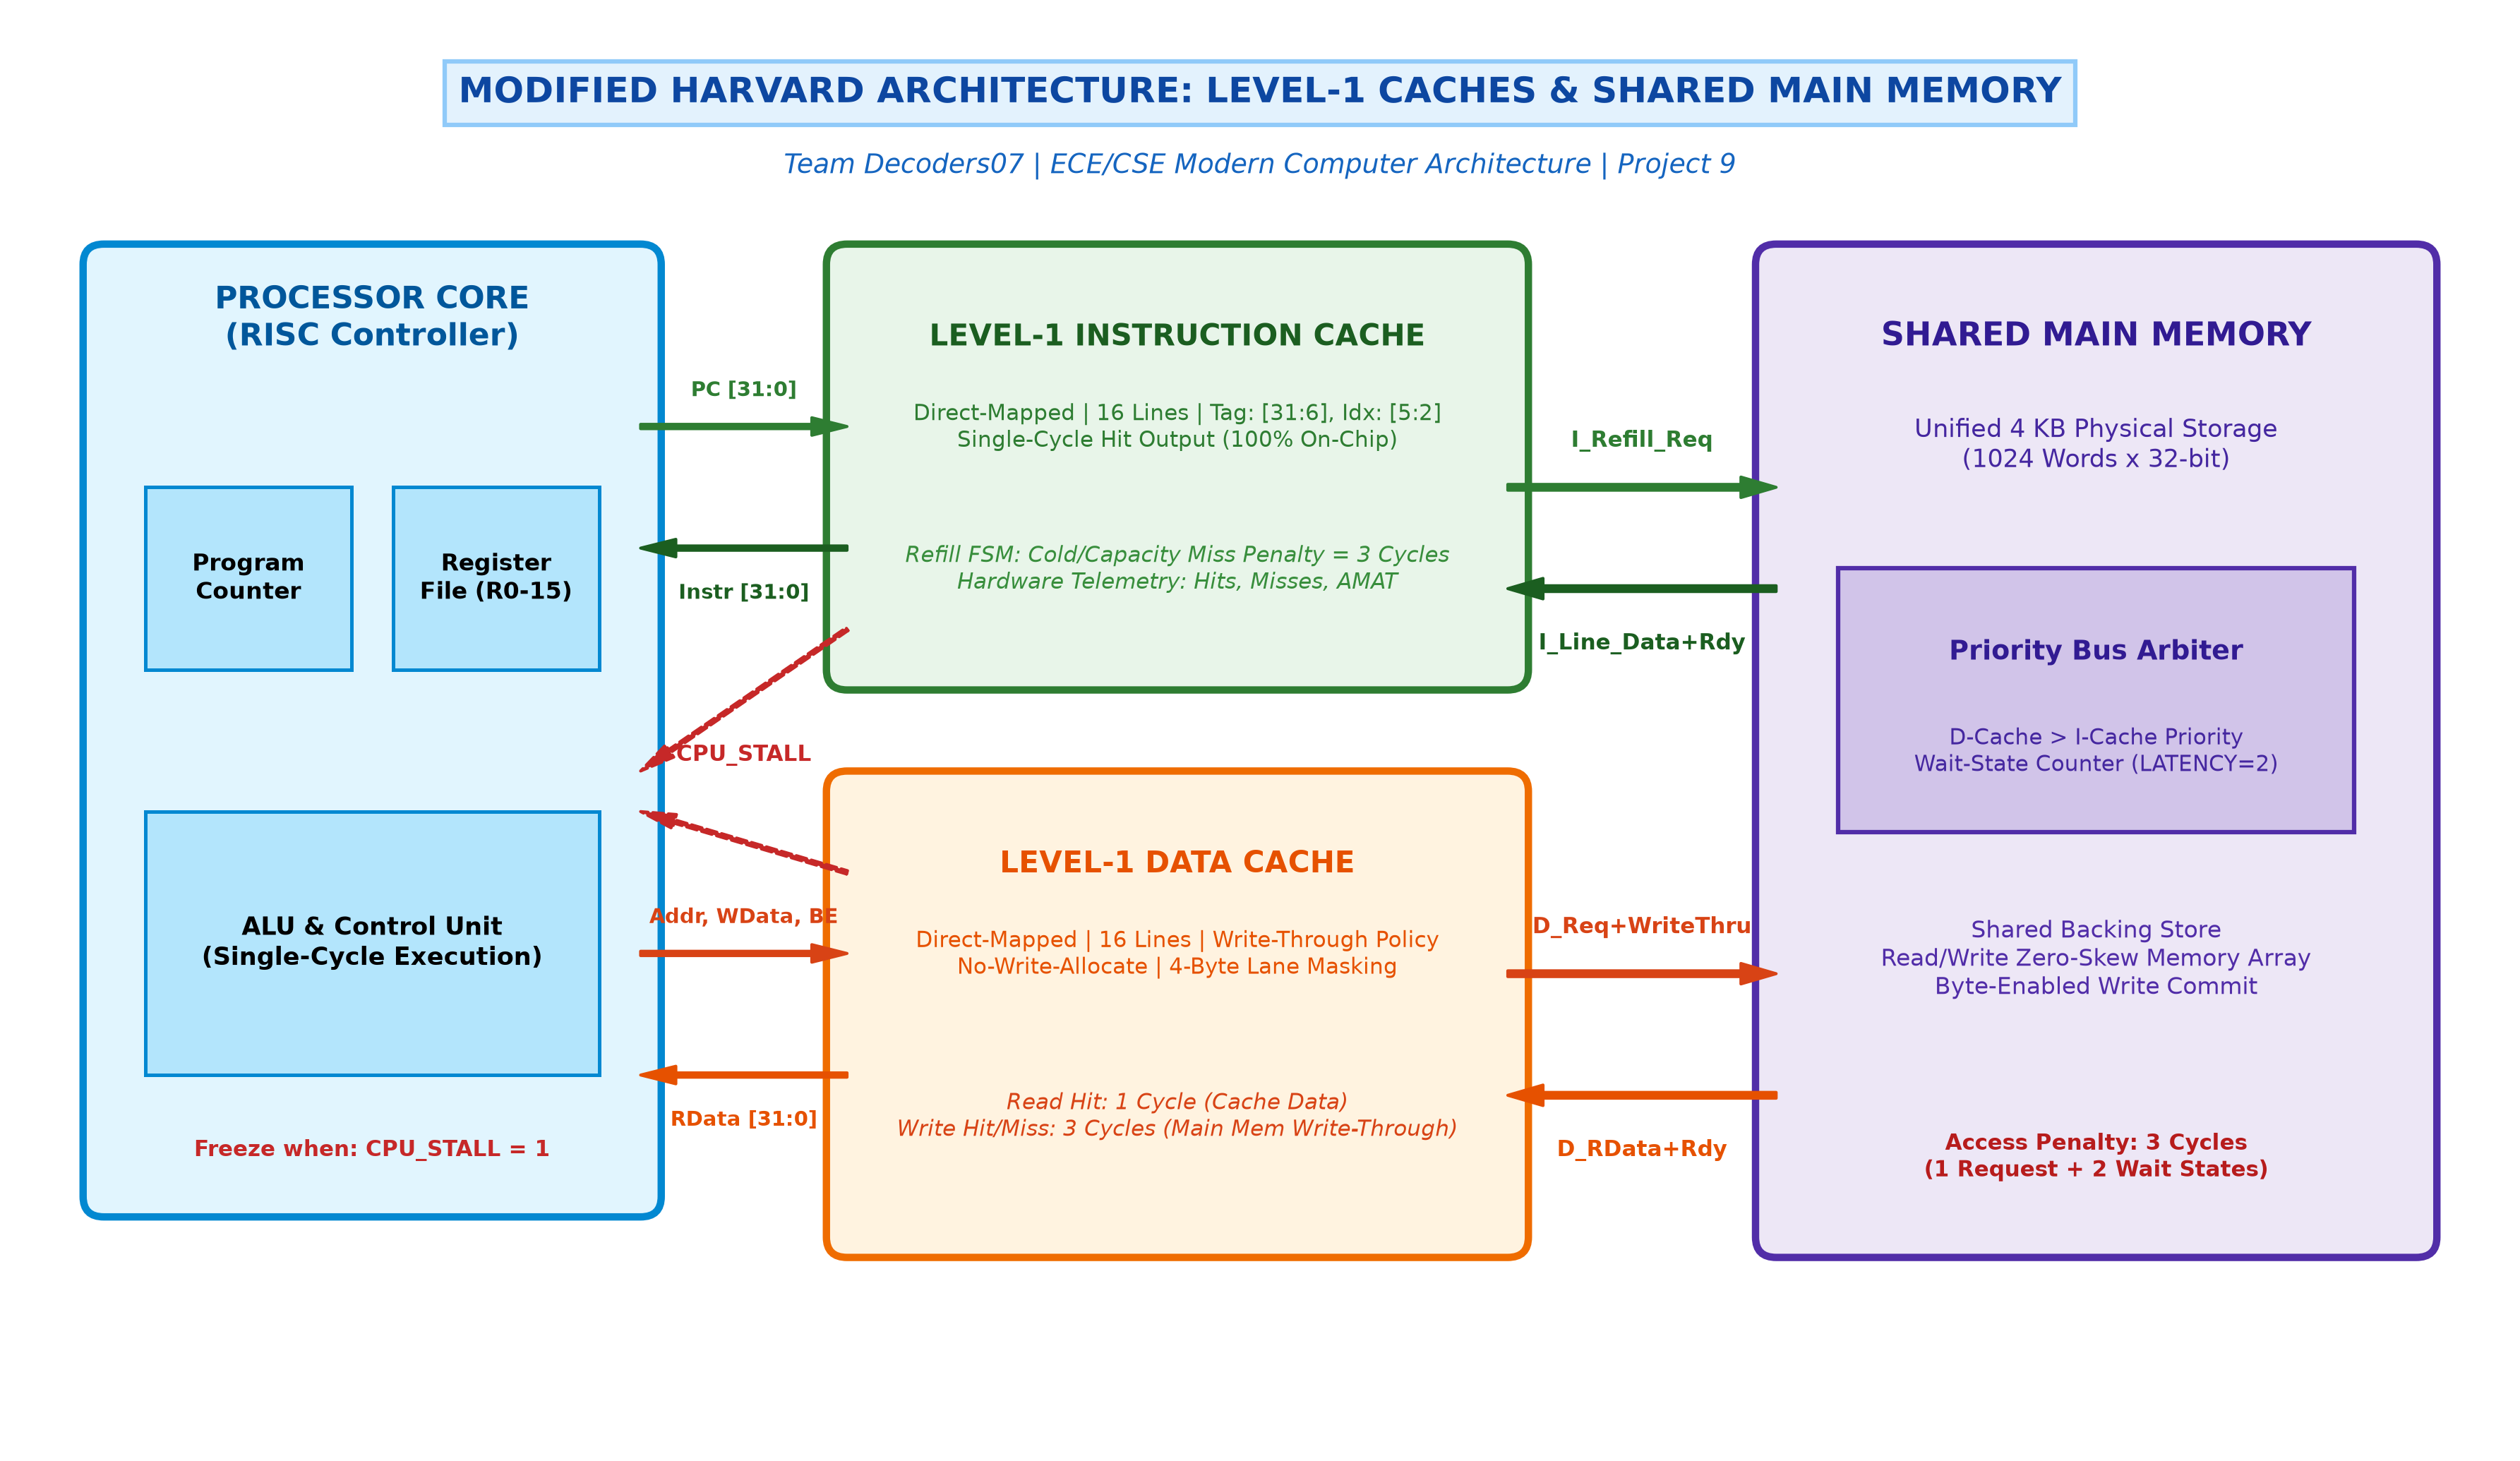 MODIFIED HARVARD ARCHITECTURE: LEVEL-1 CACHES & SHARED MAIN MEMORY
Team Decoders07 | ECE/CSE Modern Computer Architecture | Project 9
PROCESSOR CORE
(RISC Controller)
Program
Counter
Register
File (R0-15)
ALU & Control Unit
(Single-Cycle Execution)
Freeze when: CPU_STALL = 1
PC [31:0]
Instr [31:0]
CPU_STALL
Addr, WData, BE
RData [31:0]
LEVEL-1 INSTRUCTION CACHE
Direct-Mapped | 16 Lines | Tag: [31:6], Idx: [5:2]
Single-Cycle Hit Output (100% On-Chip)
Refill FSM: Cold/Capacity Miss Penalty = 3 Cycles
Hardware Telemetry: Hits, Misses, AMAT
LEVEL-1 DATA CACHE
Direct-Mapped | 16 Lines | Write-Through Policy
No-Write-Allocate | 4-Byte Lane Masking
Read Hit: 1 Cycle (Cache Data)
Write Hit/Miss: 3 Cycles (Main Mem Write-Through)
I_Refill_Req
I_Line_Data+Rdy
D_Req+WriteThru
D_RData+Rdy
SHARED MAIN MEMORY
Unified 4 KB Physical Storage
(1024 Words x 32-bit)
Priority Bus Arbiter
D-Cache > I-Cache Priority
Wait-State Counter (LATENCY=2)
Shared Backing Store
Read/Write Zero-Skew Memory Array
Byte-Enabled Write Commit
Access Penalty: 3 Cycles
(1 Request + 2 Wait States)